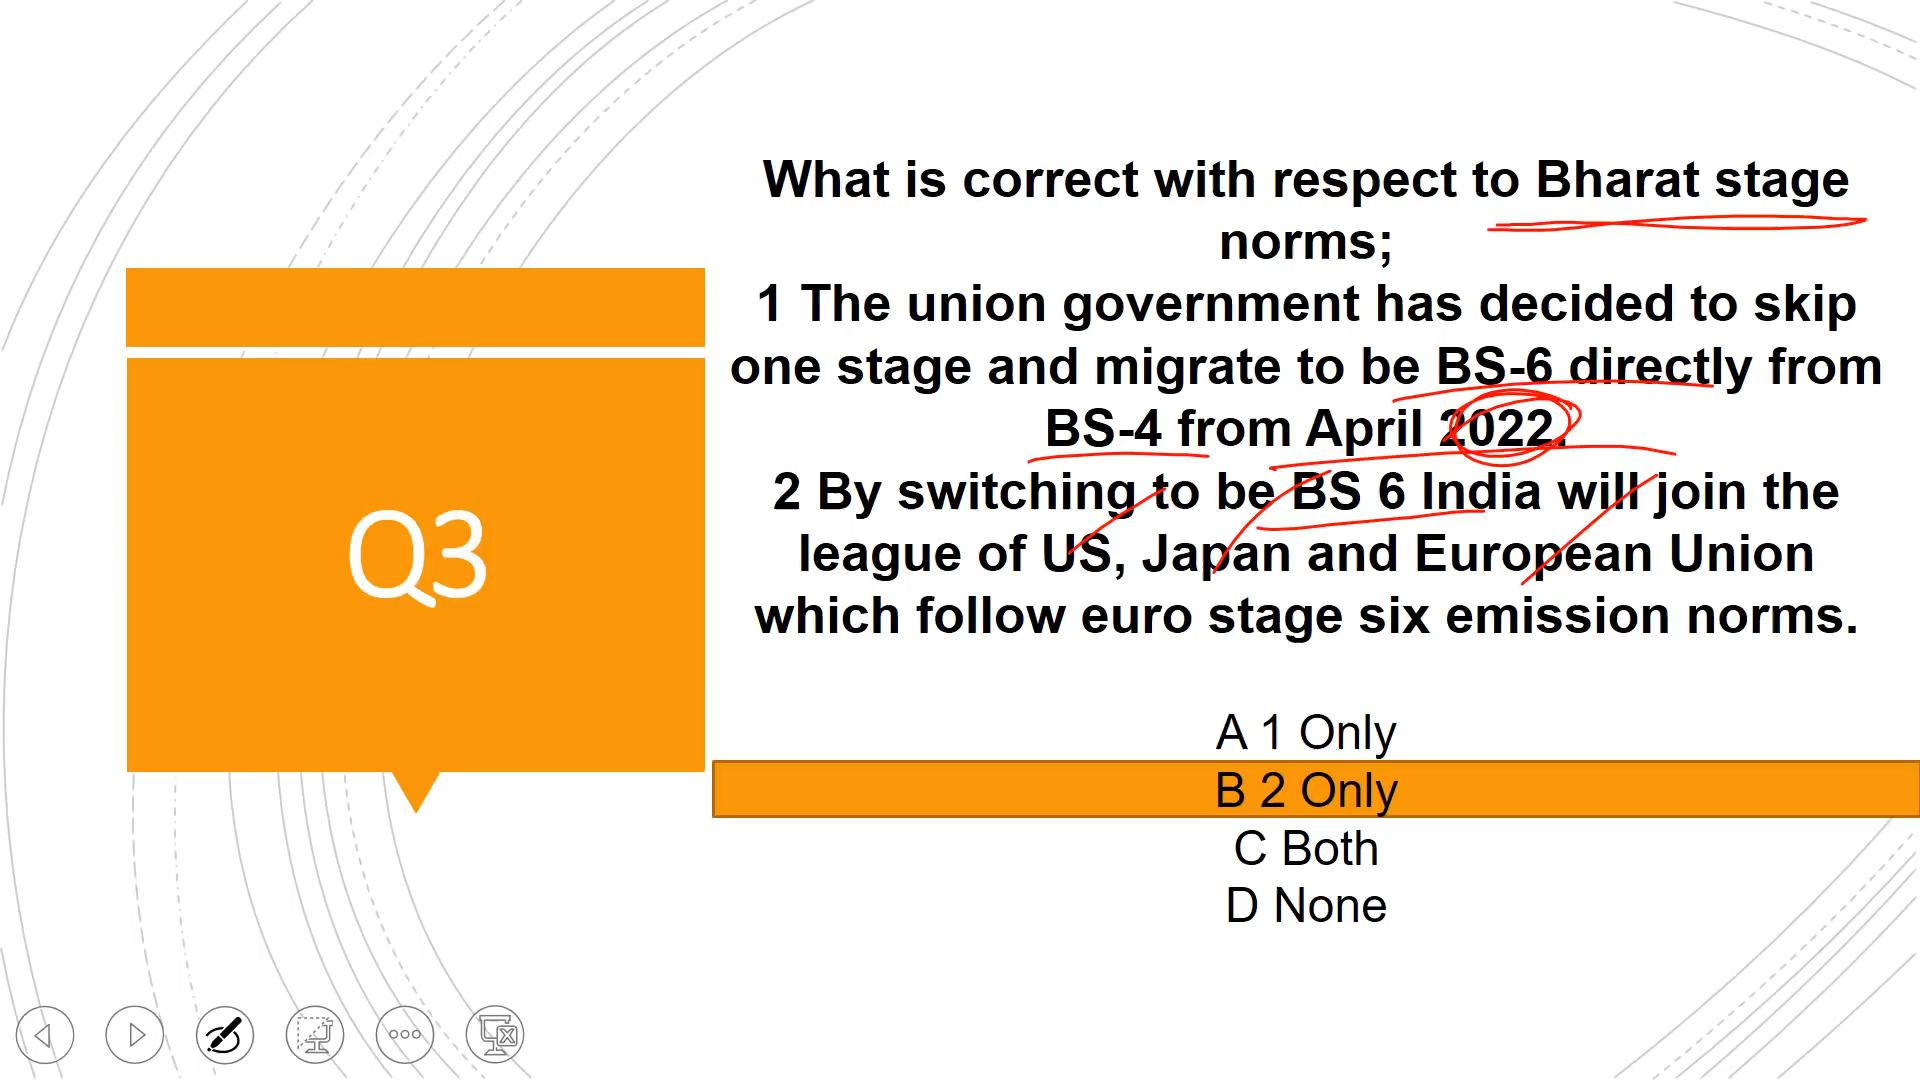 Q3
What is correct with respect to Bharat stage
norms;
1 The union government has decided to skip
one stage and migrate to be BS-6 directly from
BS-4 from April 2022.
2 By switching to be BS 6 India will join the
league of US, Japan and European Union
which follow euro stage six emission norms.
A 1 Only
B 2 Only
C Both
D None